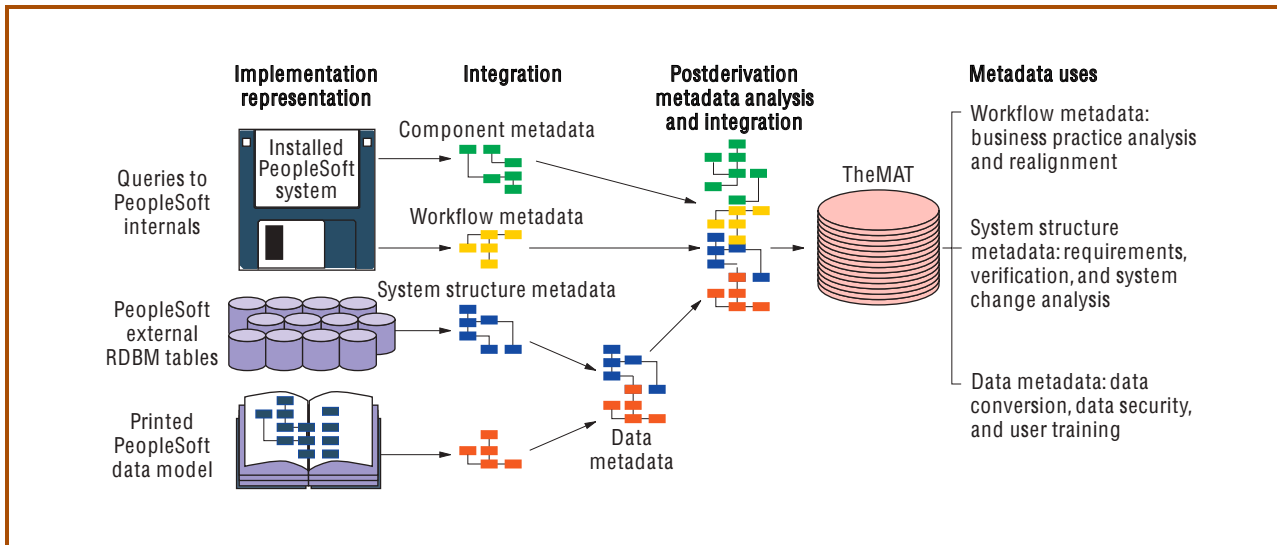 Implementation
representation
Integration
Postderivation
metadata analysis
and integration
Metadata uses
Queries to
PeopleSoft
internals
Installed
PeopleSoft
system
Component metadata
Workflow metadata
PeopleSoft
external
RDBM tables
System structure metadata
Printed
PeopleSoft
data model
Data
metadata
TheMAT
Workflow metadata:
business practice analysis
and realignment
System structure
metadata: requirements,
verification, and system
change analysis
Data metadata: data
conversion, data security,
and user training